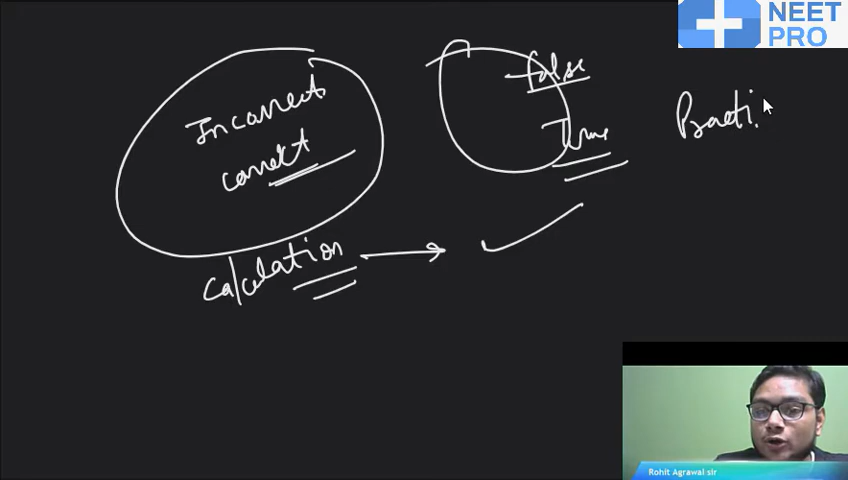 NEET
PRO
Incorrect
correct
false
True
Practi
calculation
Rohit Agrawal sir